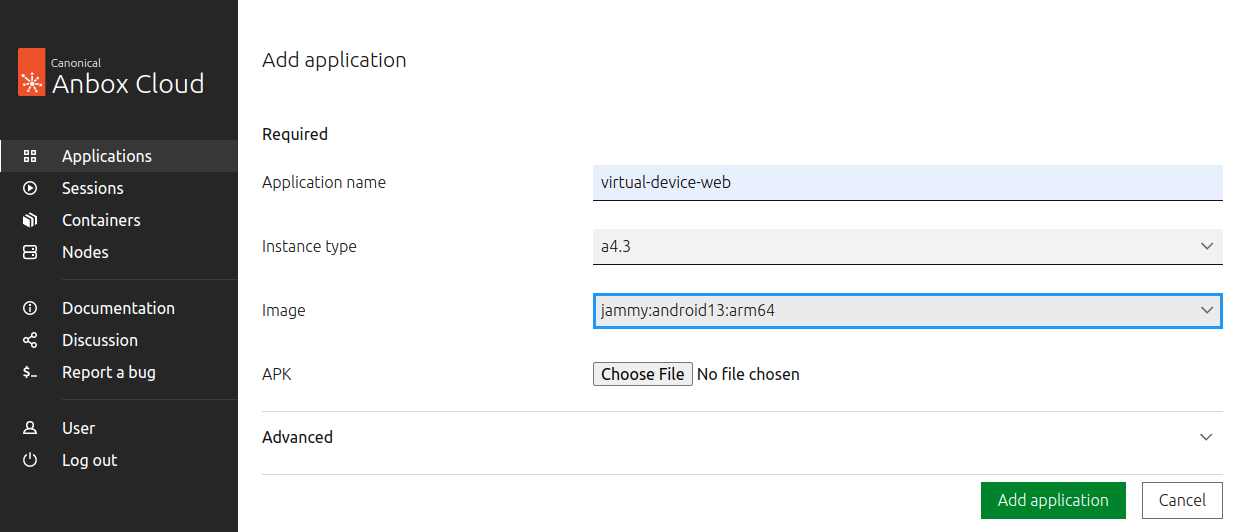 Canonical
Anbox Cloud
Applications
Sessions
Containers
Nodes
Documentation
Discussion
Report a bug
User
Log out
Add application
Required
Application name
virtual-device-web
Instance type
a4.3
Image
jammy:android13:arm64
APK
Choose File No file chosen
Advanced
Add application
Cancel